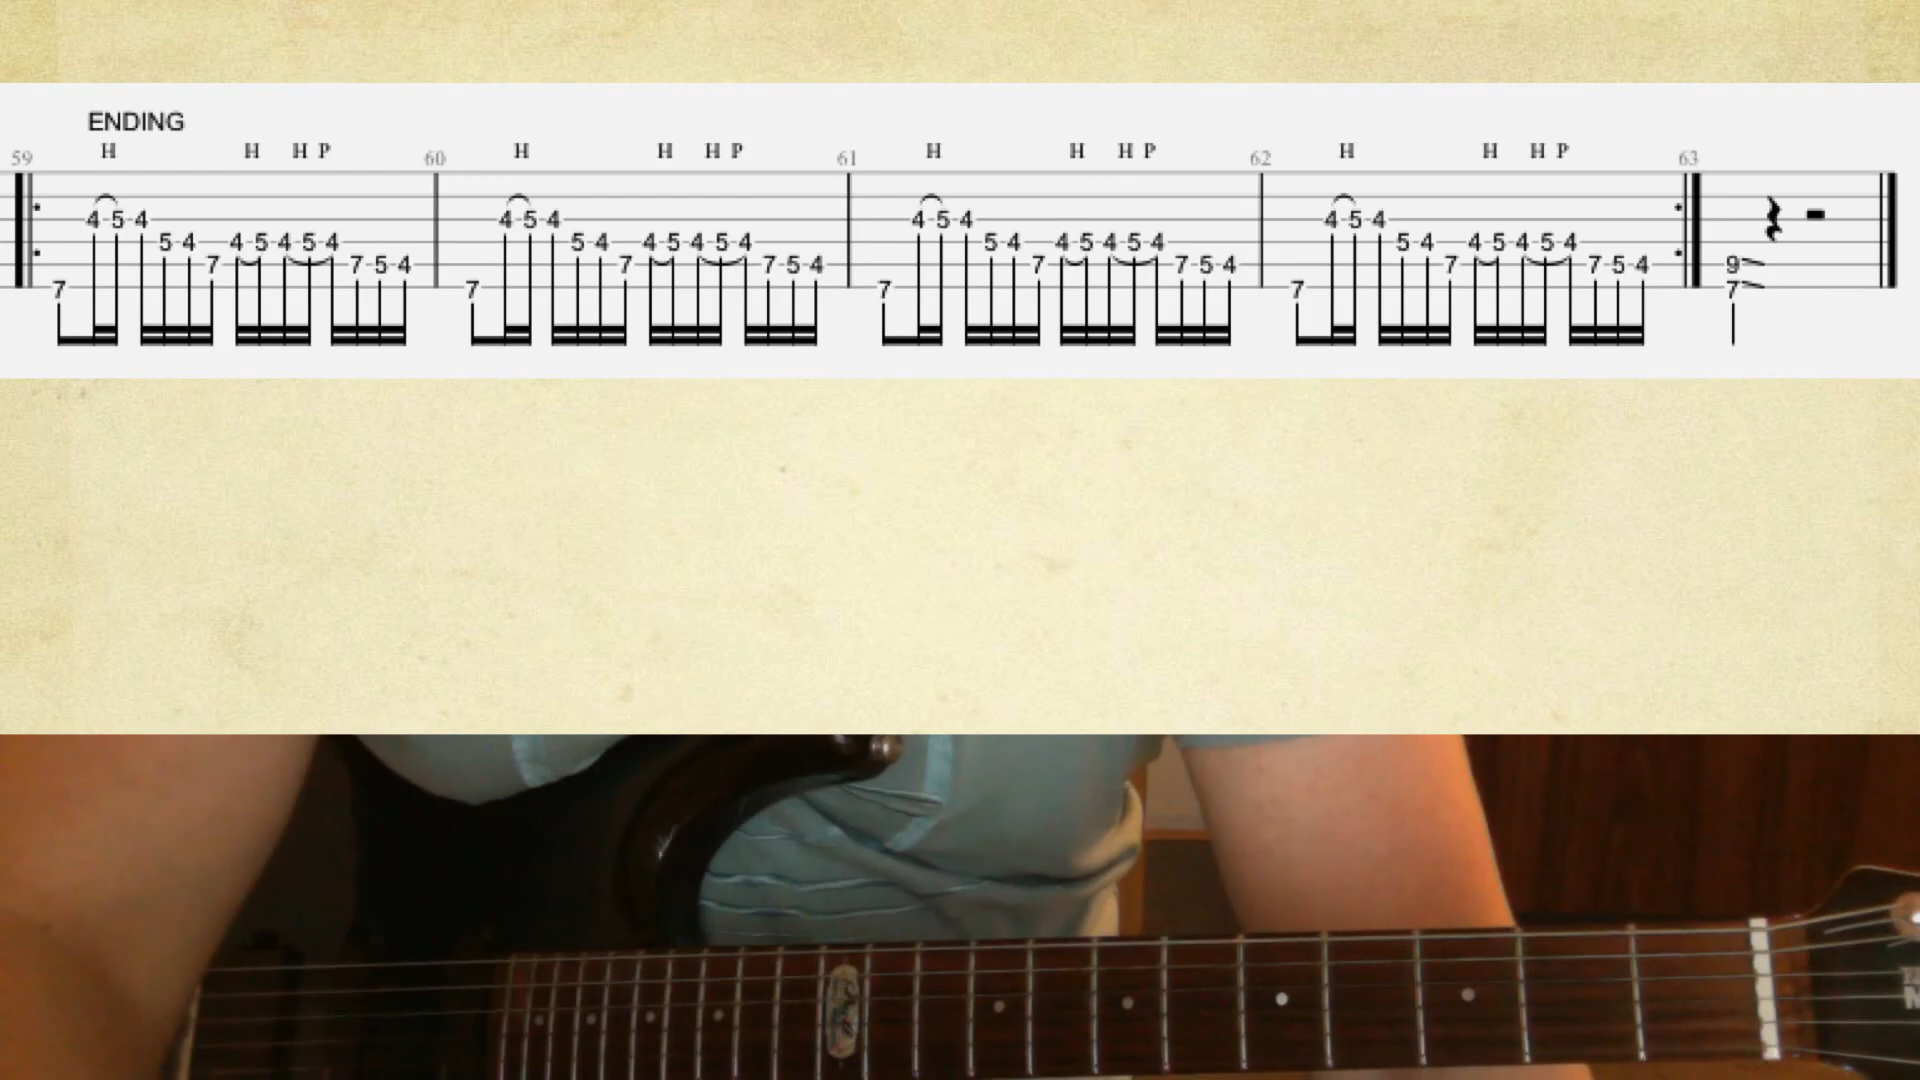 ENDING
H H H P H H H P H H H P H H H P
59 60 61 62 63
4 5 4 4 5 4 4 5 4 4 5 4
5 4 4 5 4 5 4 5 4 4 5 4 5 4 5 4 4 5 4 5 4 5 4 4 5 4 5 4
7 7 5 4 7 7 5 4 7 7 5 4 7 7 5 4 9
7 7 7 7 7